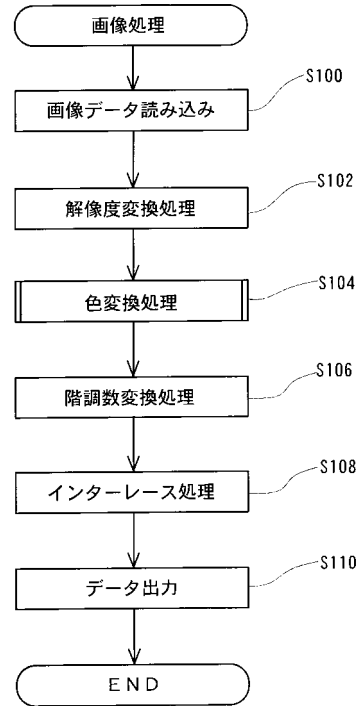 画像処理
S100
画像データ読み込み
S102
解像度変換処理
S104
色変換処理
S106
階調数変換処理
S108
インターレース処理
S110
データ出力
END